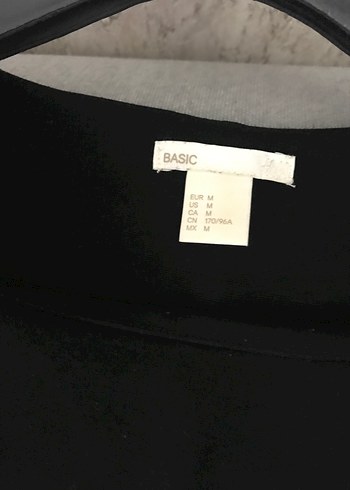 BASIC
EUR M
US M
CA M
CN 170/96A
MX M